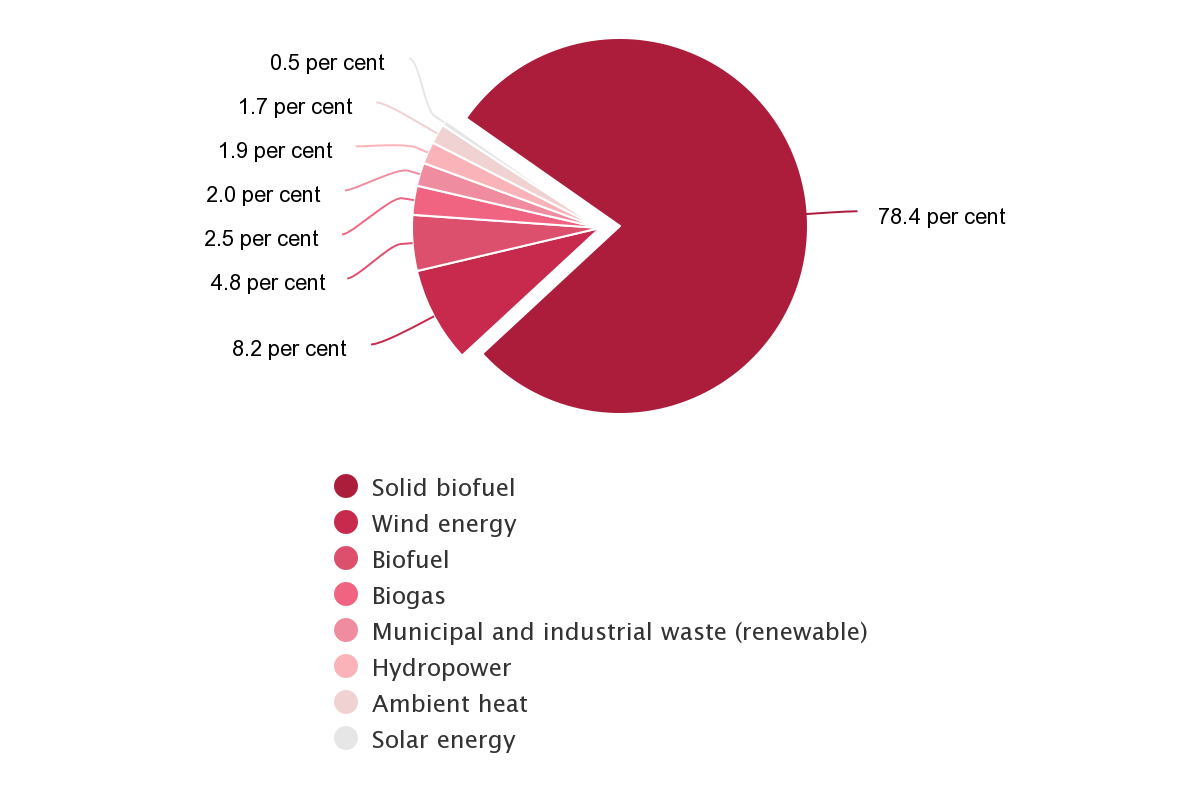 0.5 per cent
1.7 per cent
1.9 per cent
2.0 per cent
78.4 per cent
2.5 per cent
4.8 per cent
8.2 per cent
Solid biofuel
Wind energy
Biofuel
Biogas
Municipal and industrial waste (renewable)
Hydropower
Ambient heat
Solar energy